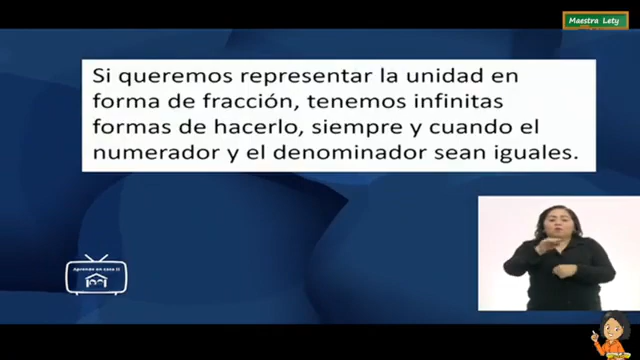 Maestra Lety
Si queremos representar la unidad en
forma de fracción, tenemos infinitas
formas de hacerlo, siempre y cuando el
numerador y el denominador sean iguales.
Aprende en casa II